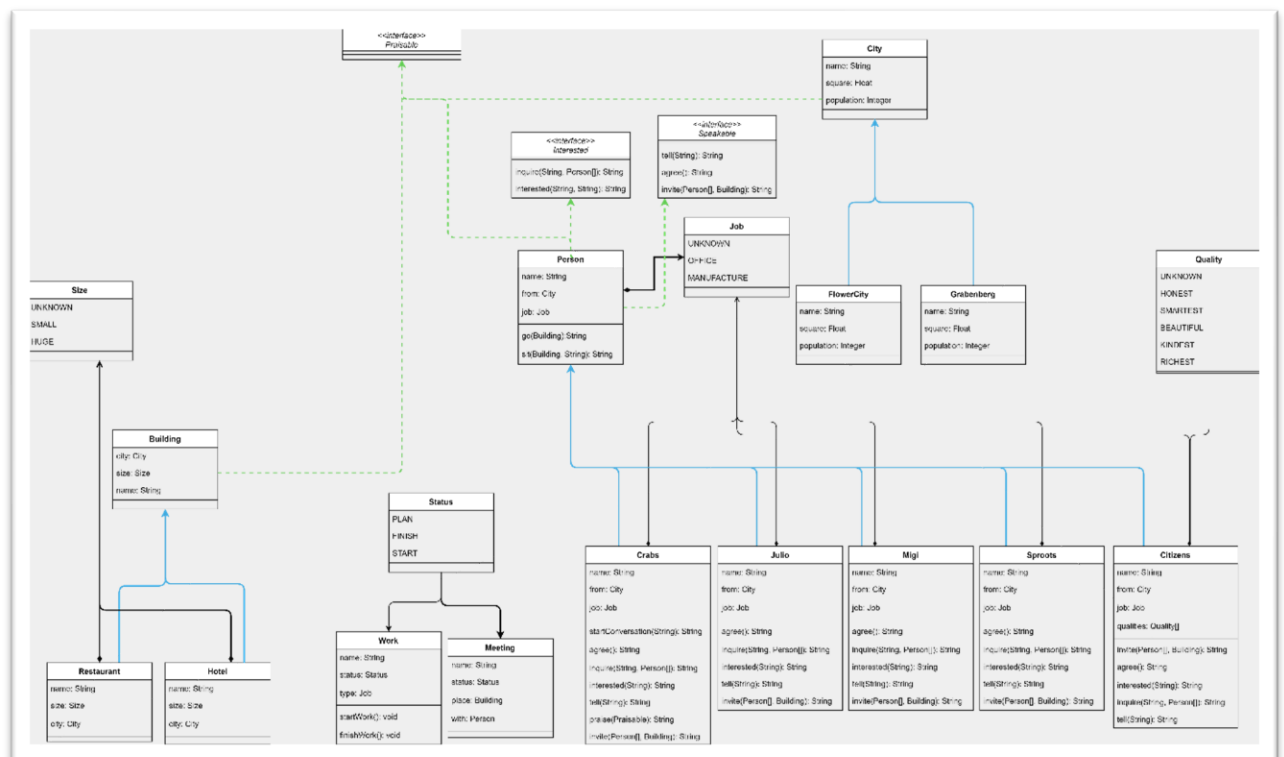 <<interface>>
Praisable
City
name: String
square: Float
population: Integer
<<interface>>
Interested
inquire(String, Person[]): String
interested(String, String): String
<<interface>>
Speakable
tell(String): String
agree(): String
invite(Person[], Building): String
Job
UNKNOWN
OFFICE
MANUFACTURE
Person
name: String
from: City
job: Job
go(Building):String
sit(Building, String): String
FlowerCity
name: String
square: Float
population: Integer
Grabenberg
name: String
square: Float
population: Integer
Quality
UNKNOWN
HONEST
SMARTEST
BEAUTIFUL
KINDEST
RICHEST
Size
UNKNOWN
SMALL
HUGE
Building
city: City
size: Size
name: String
Status
PLAN
FINISH
START
Restaurant
name: String
size: Size
city: City
Hotel
name: String
size: Size
city: City
Work
name: String
status: Status
type: Job
startWork(): void
finishWork(): void
Meeting
name: String
status: Status
place: Building
with: Person
Crabs
name: String
from: City
job: Job
startConversation(String): String
agree(): String
inquire(String, Person[]): String
interested(String): String
tell(String): String
praise(Praisable): String
invite(Person[], Building): String
Julio
name: String
from: City
job: Job
agree(): String
inquire(String, Person[]): String
interested(String): String
tell(String): String
invite(Person[], Building): String
Migi
name: String
from: City
job: Job
agree(): String
inquire(String, Person[]): String
interested(String): String
tell(String): String
invite(Person[], Building): String
Sproots
name: String
from: City
job: Job
agree(): String
inquire(String, Person[]): String
interested(String): String
tell(String): String
invite(Person[], Building): String
Citizens
name: String
from: City
job: Job
qualities: Quality[]
invite(Person[], Building): String
agree(): String
interested(String): String
inquire(String, Person[]): String
tell(String): String